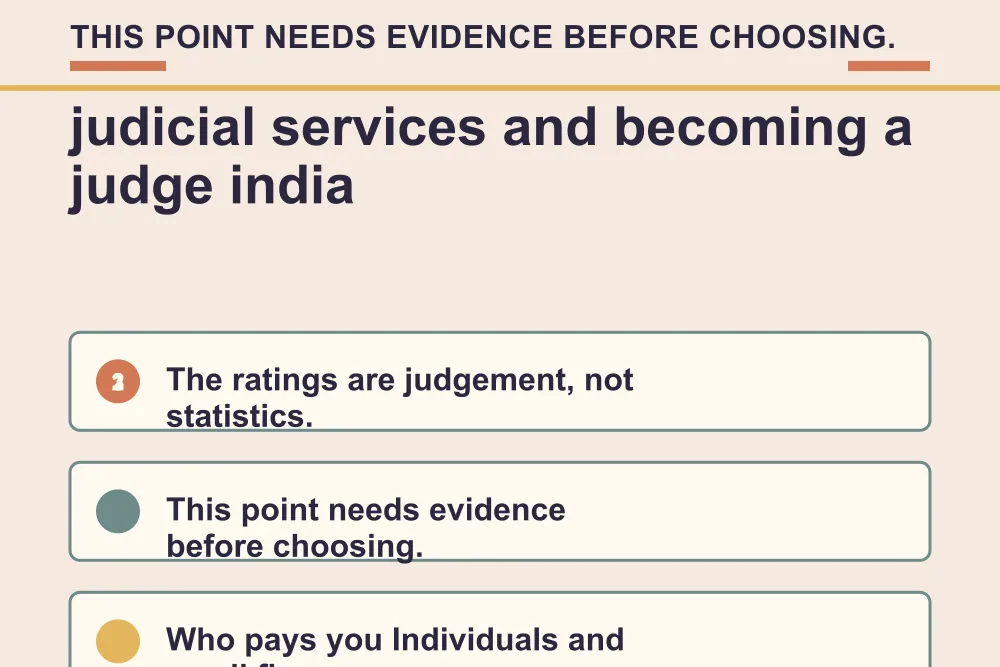 THIS POINT NEEDS EVIDENCE BEFORE CHOOSING.
judicial services and becoming a
judge india
The ratings are judgement, not
statistics.
This point needs evidence
before choosing.
Who pays you Individuals and